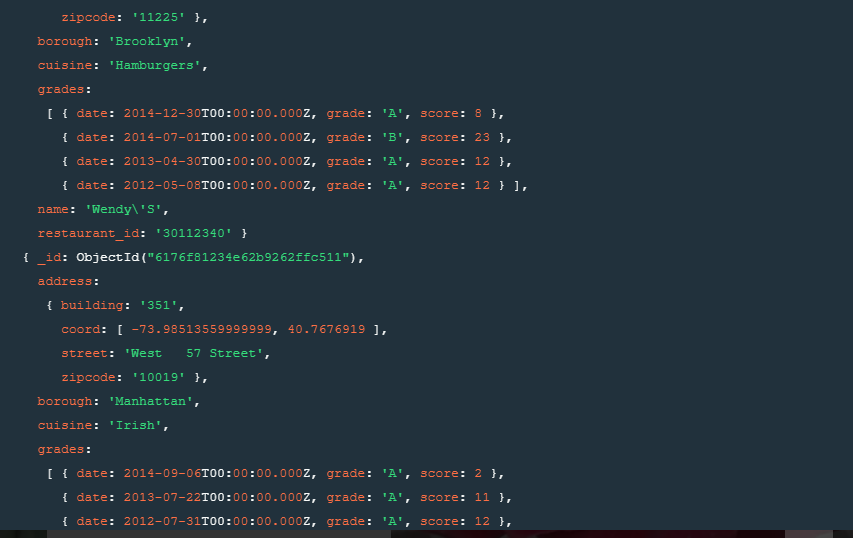 zipcode: '11225' },
borough: 'Brooklyn',
cuisine: 'Hamburgers',
grades:
[ { date: 2014-12-30T00:00:00.000Z, grade: 'A', score: 8 },
{ date: 2014-07-01T00:00:00.000Z, grade: 'B', score: 23 },
{ date: 2013-04-30T00:00:00.000Z, grade: 'A', score: 12 },
{ date: 2012-05-08T00:00:00.000Z, grade: 'A', score: 12 } ],
name: 'Wendy\'S',
restaurant_id: '30112340' }
{ _id: ObjectId("6176f81234e62b9262ffc511"),
address:
{ building: '351',
coord: [ -73.98513559999999, 40.7676919 ],
street: 'West   57 Street',
zipcode: '10019' },
borough: 'Manhattan',
cuisine: 'Irish',
grades:
[ { date: 2014-09-06T00:00:00.000Z, grade: 'A', score: 2 },
{ date: 2013-07-22T00:00:00.000Z, grade: 'A', score: 11 },
{ date: 2012-07-31T00:00:00.000Z, grade: 'A', score: 12 },